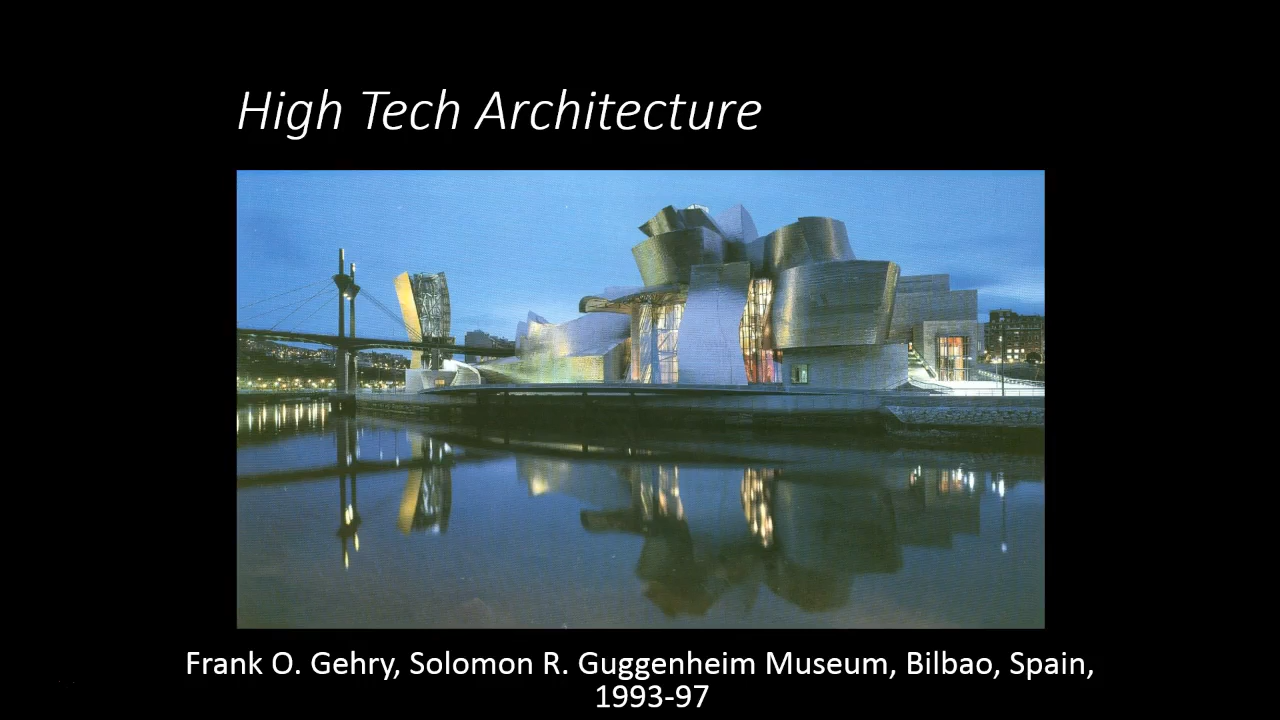 High Tech Architecture
Frank O. Gehry, Solomon R. Guggenheim Museum, Bilbao, Spain,
1993-97